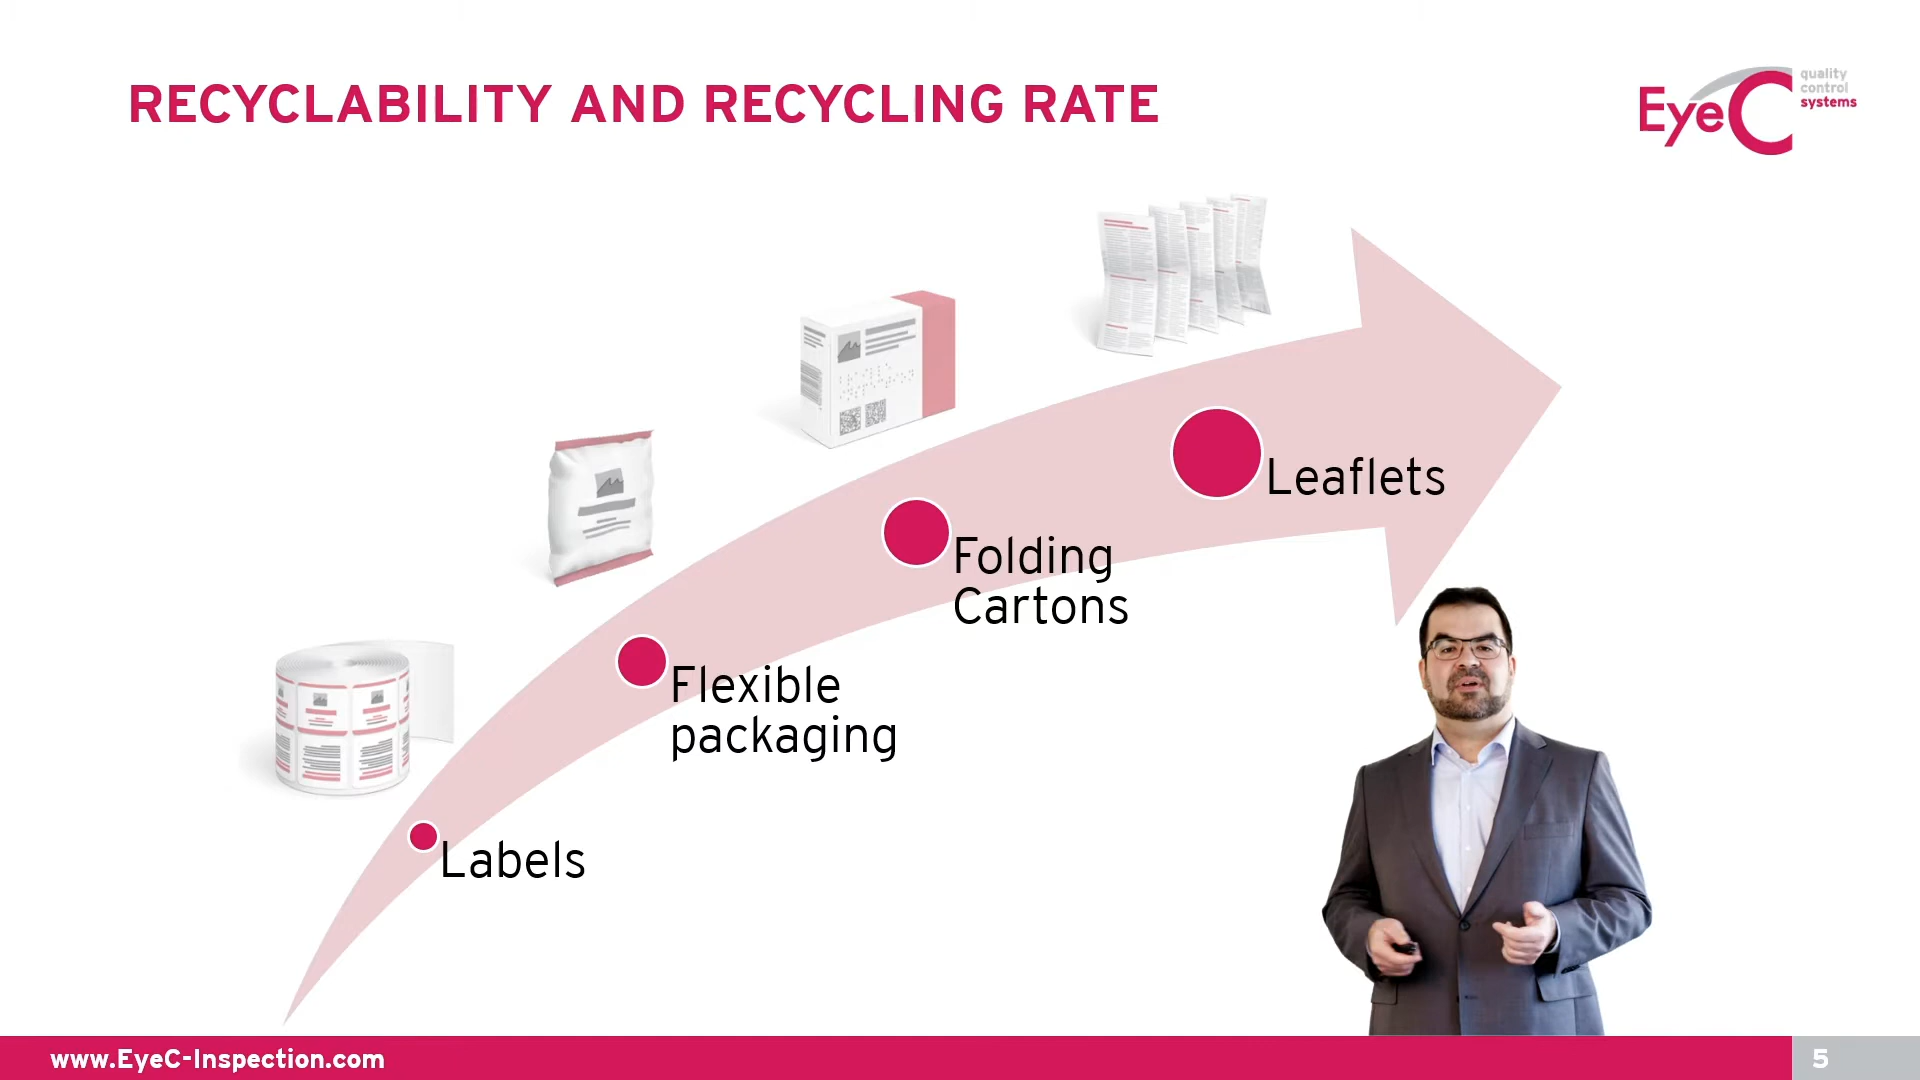 RECYCLABILITY AND RECYCLING RATE
EyeC
quality
control
systems
Leaflets
Folding
Cartons
Flexible
packaging
Labels
www.EyeC-Inspection.com
5